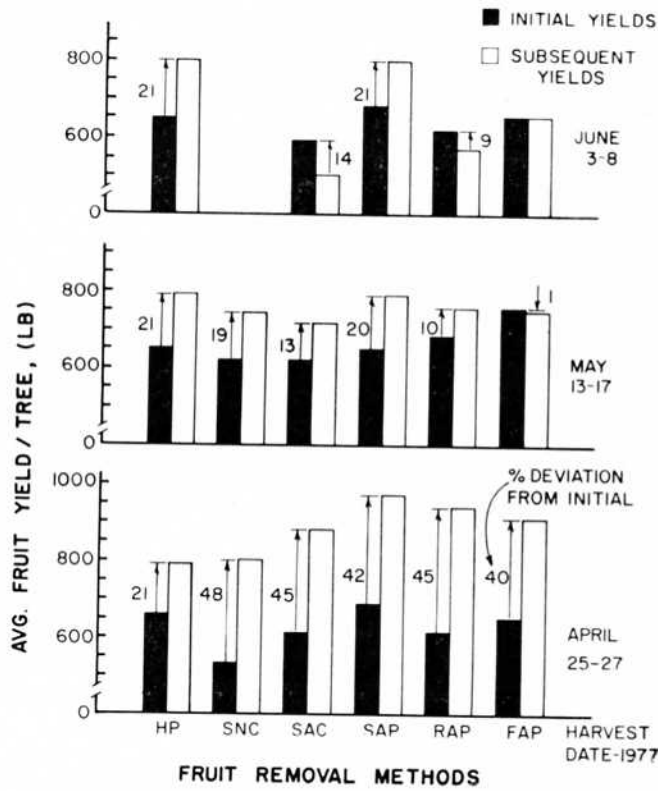 INITIAL YIELDS
SUBSEQUENT
YIELDS
800
600
0
21
14
21
9
JUNE
3-8
800
600
0
21
19
13
20
10
1
MAY
13-17
1000
800
600
0
21
48
45
42
45
40
% DEVIATION
FROM INITIAL
APRIL
25-27
AVG. FRUIT YIELD / TREE, (LB)
HP SNC SAC SAP RAP FAP HARVEST
DATE-1977
FRUIT REMOVAL METHODS